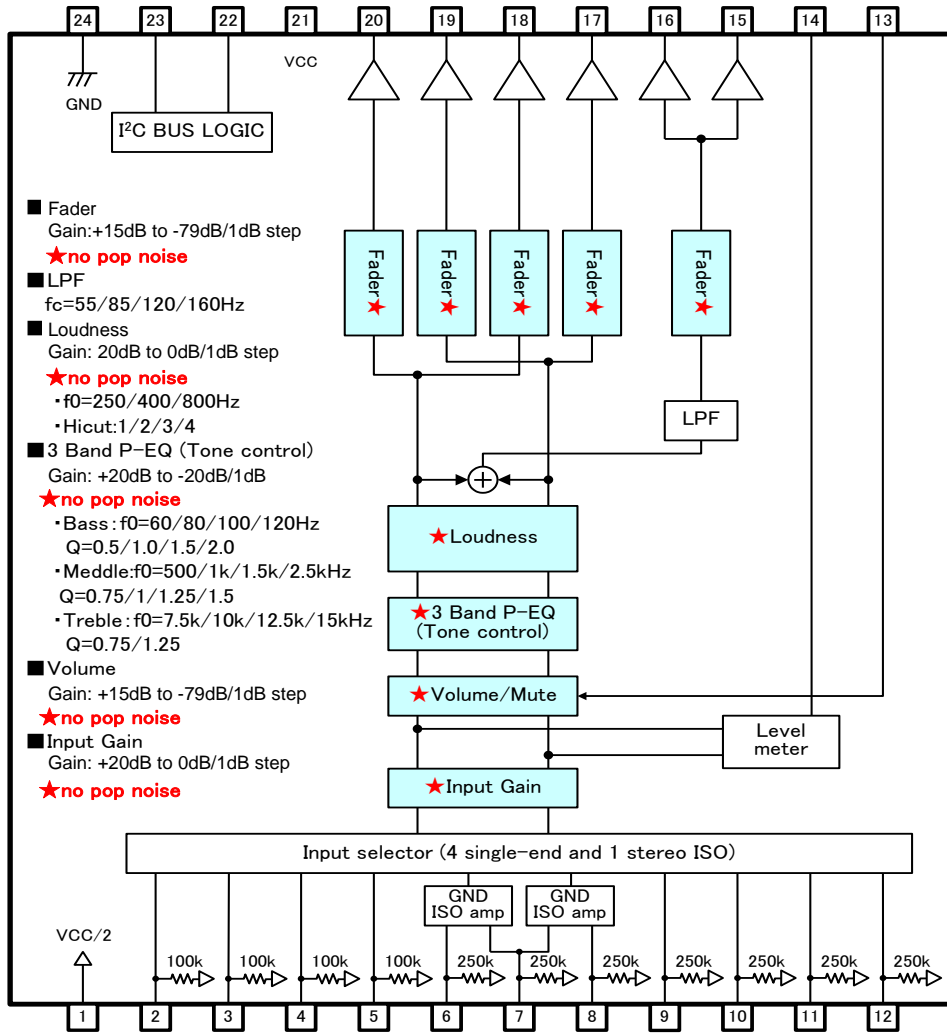 24 23 22 21 20 19 18 17 16 15 14 13
GND
VCC
I²C BUS LOGIC
■ Fader
Gain:+15dB to -79dB/1dB step
★no pop noise
■LPF
fc=55/85/120/160Hz
■Loudness
Gain: 20dB to 0dB/1dB step
★no pop noise
・f0=250/400/800Hz
・Hicut:1/2/3/4
■3 Band P-EQ (Tone control)
Gain: +20dB to -20dB/1dB
★no pop noise
・Bass:f0=60/80/100/120Hz
Q=0.5/1.0/1.5/2.0
・Meddle:f0=500/1k/1.5k/2.5kHz
Q=0.75/1/1.25/1.5
・Treble:f0=7.5k/10k/12.5k/15kHz
Q=0.75/1.25
■Volume
Gain: +15dB to -79dB/1dB step
★no pop noise
■Input Gain
Gain: +20dB to 0dB/1dB step
★no pop noise
Fader★
Fader★
Fader★
Fader★
Fader★
LPF
★Loudness
★3 Band P-EQ
(Tone control)
★Volume/Mute
Level
meter
★Input Gain
Input selector (4 single-end and 1 stereo ISO)
GND
ISO amp
GND
ISO amp
VCC/2
100k 100k 100k 100k 250k 250k 250k 250k 250k 250k 250k
1 2 3 4 5 6 7 8 9 10 11 12